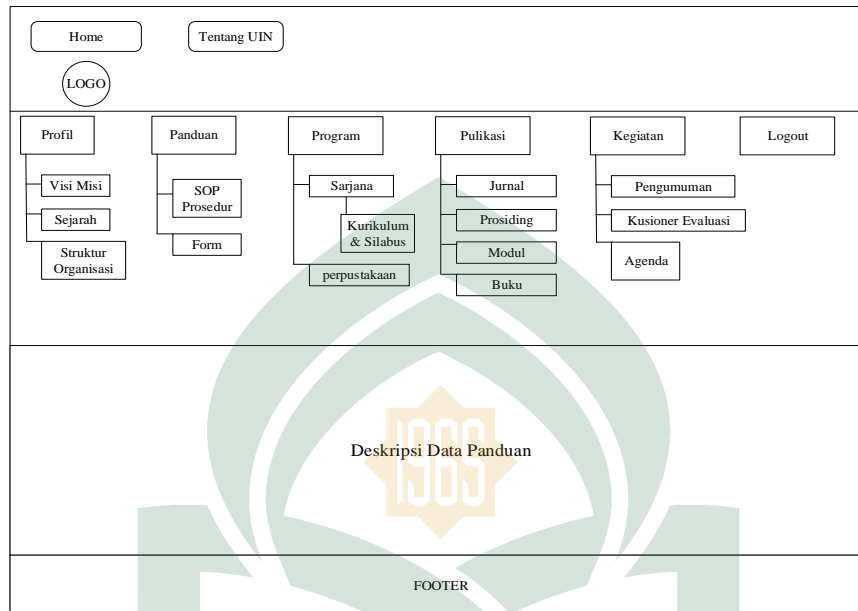 Home
Tentang UIN
LOGO
Profil
Panduan
Program
Pulikasi
Kegiatan
Logout
Visi Misi
Sejarah
Struktur
Organisasi
SOP
Prosedur
Form
Sarjana
Kurikulum
& Silabus
perpustakaan
Jurnal
Prosiding
Modul
Buku
Pengumuman
Kusioner Evaluasi
Agenda
Deskripsi Data Panduan
1965
FOOTER